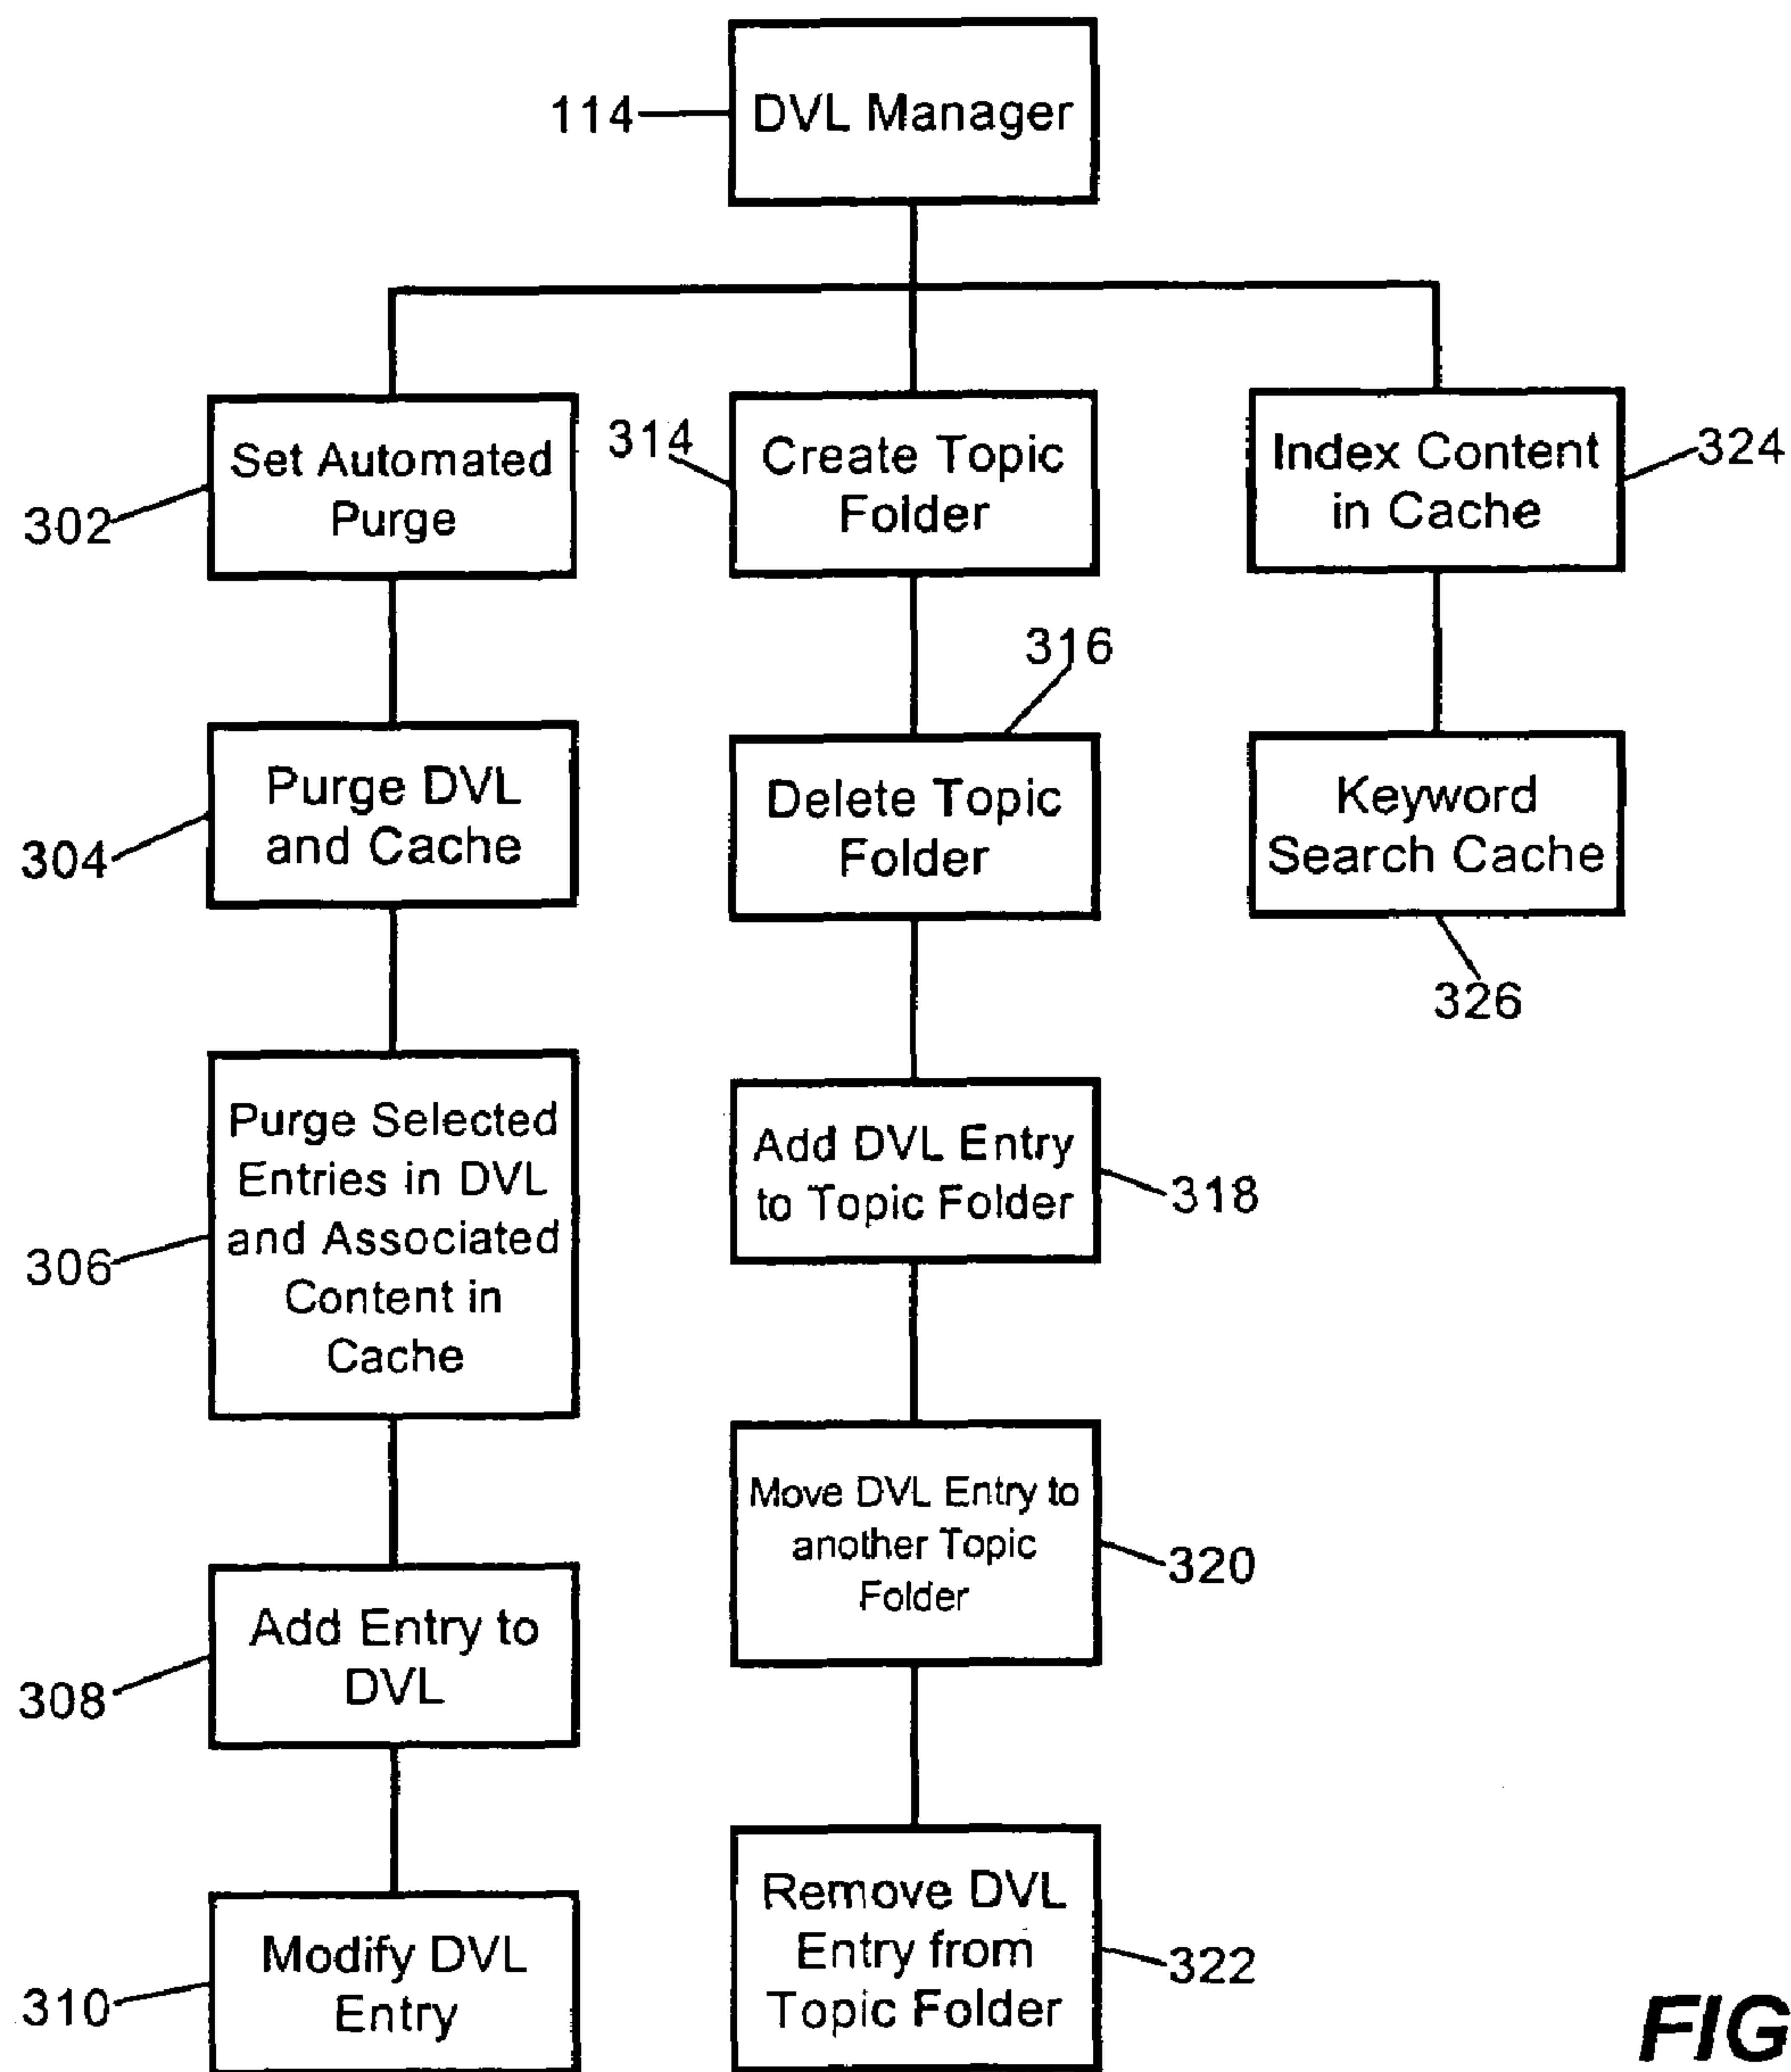 114
DVL Manager
302
Set Automated
Purge
304
Purge DVL
and Cache
306
Purge Selected
Entries in DVL
and Associated
Content in
Cache
308
Add Entry to
DVL
310
Modify DVL
Entry
314
Create Topic
Folder
316
Delete Topic
Folder
Add DVL Entry
to Topic Folder
318
Move DVL Entry to
another Topic
Folder
320
Remove DVL
Entry from
Topic Folder
322
Index Content
in Cache
324
Keyword
Search Cache
326
FIG